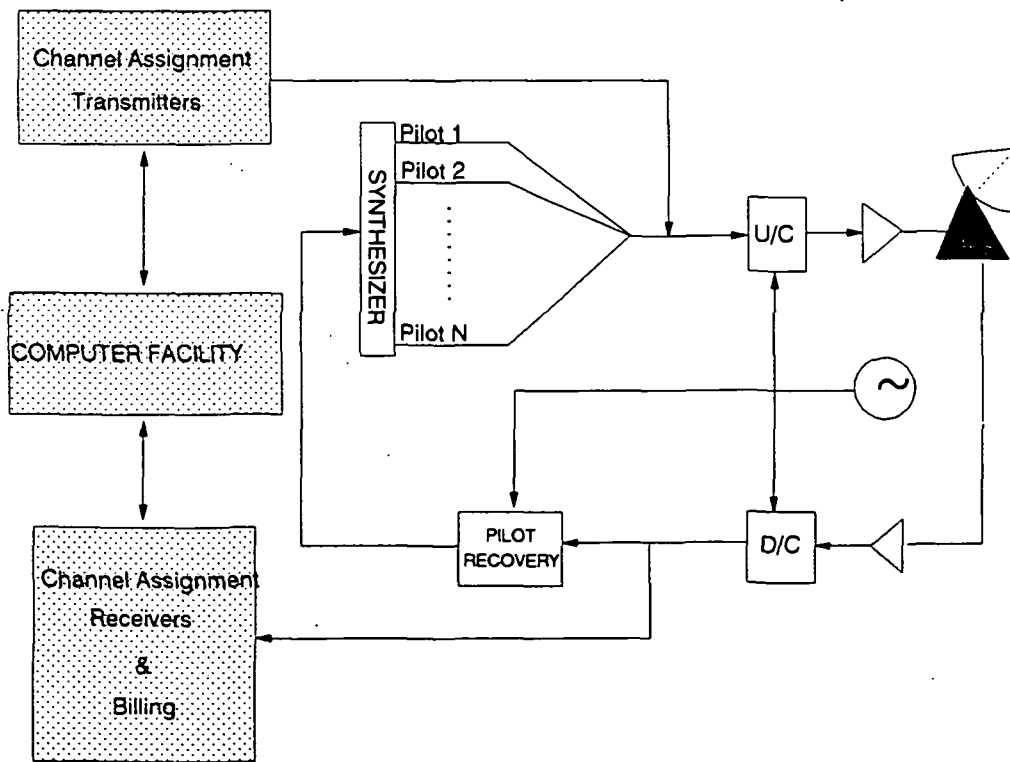 Channel Assignment
Transmitters
Pilot 1
Pilot 2
SYNTHESIZER
Pilot N
U/C
COMPUTER FACILITY
~
PILOT
RECOVERY
D/C
Channel Assignment
Receivers
&
Billing